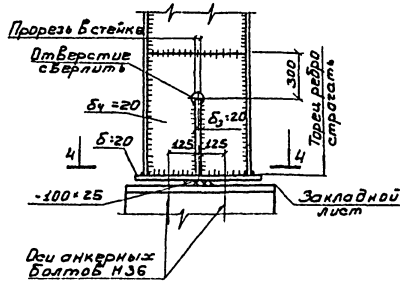 Прорезь в стенке
Отверстие
сверлить
300
Торец ребра
строгать
δ₄=20
δ₃=20
125
125
4
4
δ=20
-100×25
Закладной
лист
Оси анкерных
болтов М36